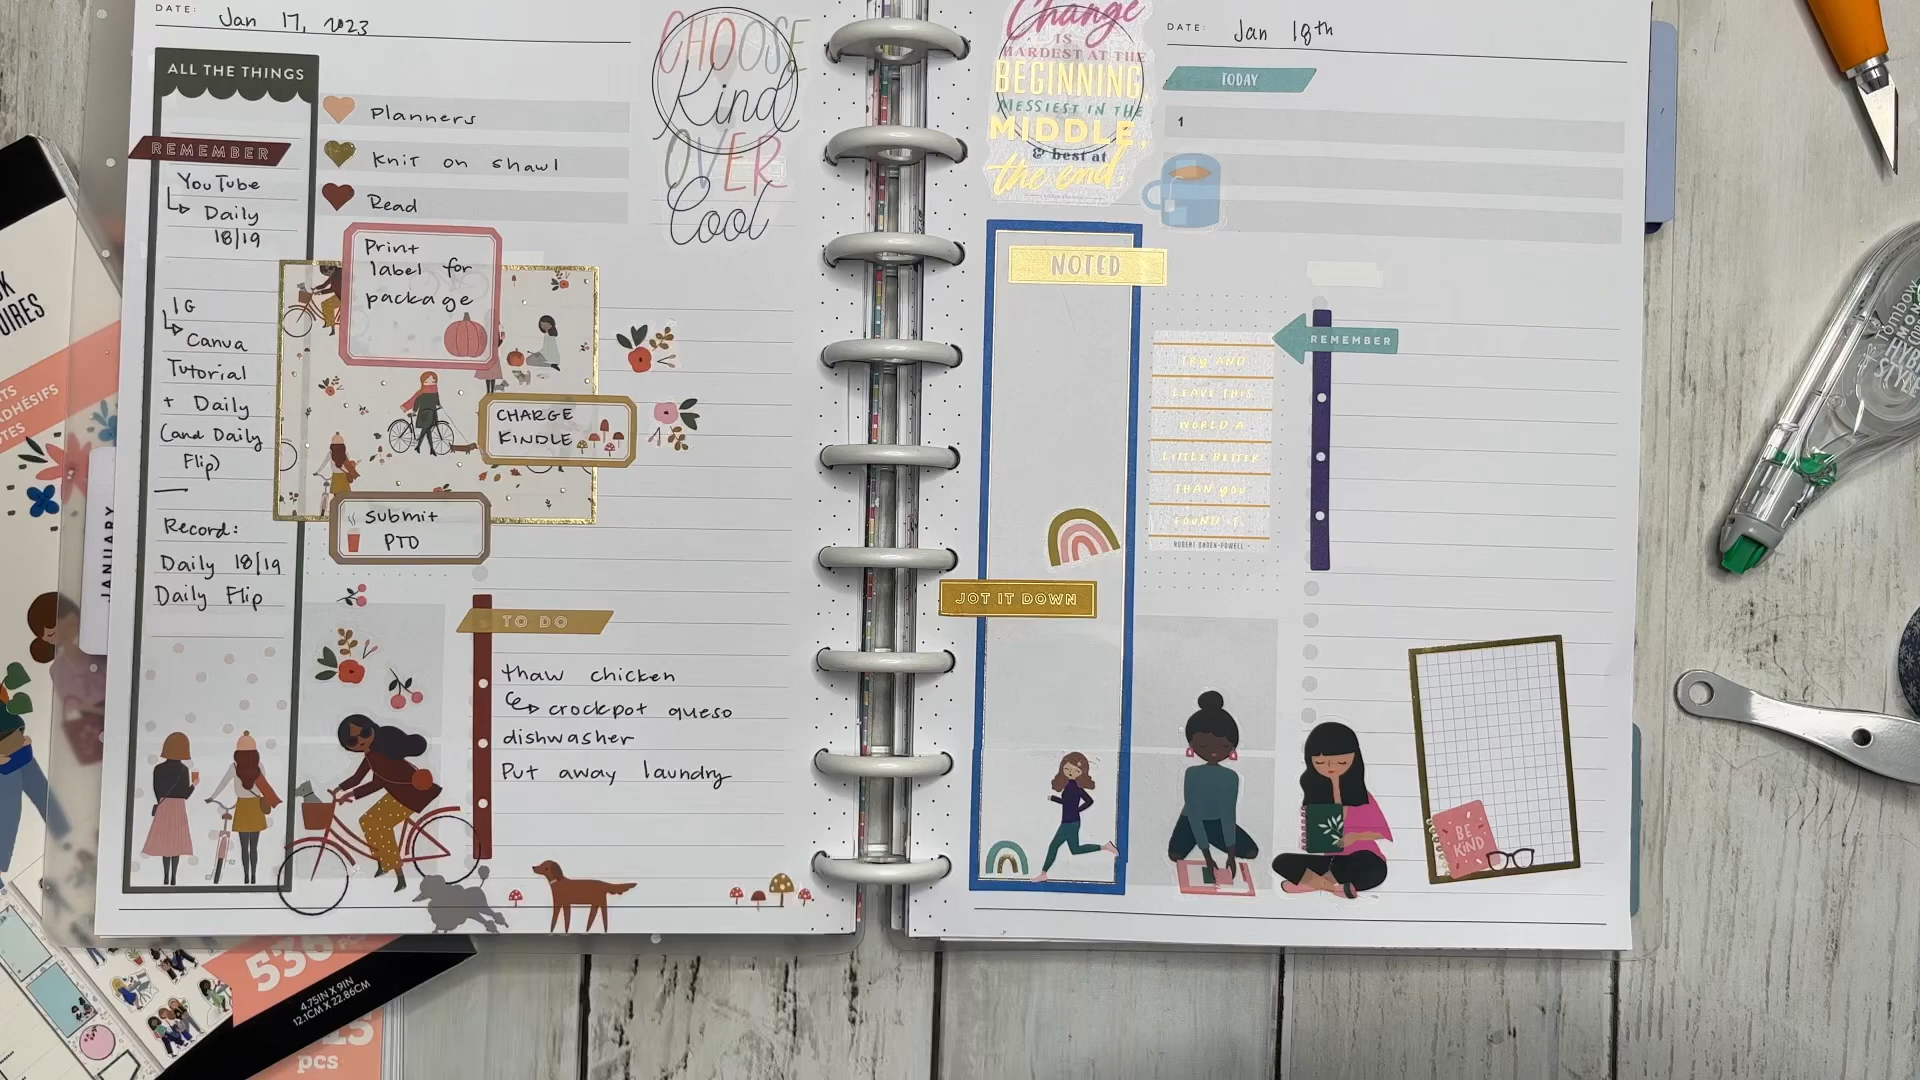 DATE: Jan 17, 2023
ALL THE THINGS
REMEMBER
YouTube
Daily
18/19
IG
Canva
Tutorial
+ Daily
(and Daily
Flip)
Record:
Daily 18/19
Daily Flip
Planners
Knit on shawl
Read
CHOOSE
Kind
OVER
Cool
Print
label for
package
CHARGE
KINDLE
Submit
PTO
TO DO
thaw chicken
crockpot queso
dishwasher
Put away laundry
Change
IS
HARDEST AT THE
BEGINNING
MESSIEST IN THE
MIDDLE,
& best at
the end.
DATE: Jan 18th
TODAY
1
NOTED
JOT IT DOWN
REMEMBER
TRY AND
LEAVE THIS
WORLD A
LITTLE BETTER
THAN YOU
FOUND IT.
ROBERT BADEN-POWELL
BE
KIND
JANUARY
530
4.75IN X 9IN
12.1CM X 22.86CM
pcs
Tombow
MONO
HYBRID
STYLE